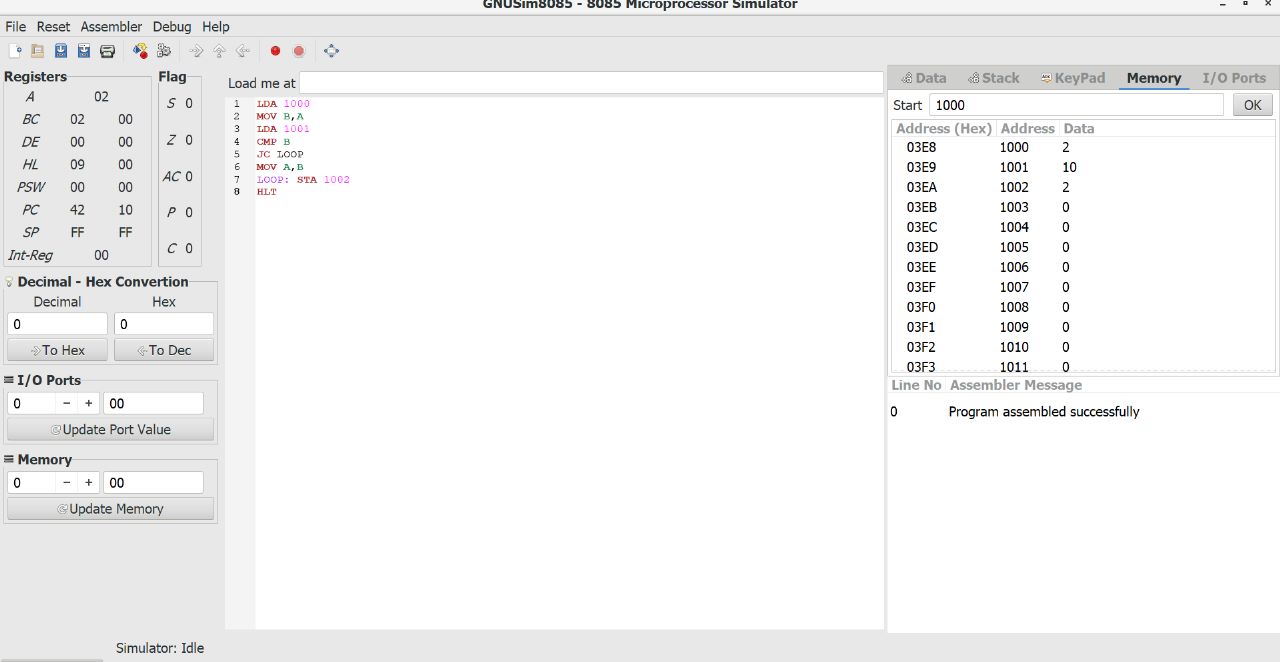 GNUSim8085 - 8085 Microprocessor Simulator
File Reset Assembler Debug Help
Registers
A 02
BC 02 00
DE 00 00
HL 09 00
PSW 00 00
PC 42 10
SP FF FF
Int-Reg 00
Flag
S 0
Z 0
AC 0
P 0
C 0
Decimal - Hex Convertion
Decimal Hex
0 0
To Hex To Dec
I/O Ports
0 - + 00
Update Port Value
Memory
0 - + 00
Update Memory
Load me at
1 LDA 1000
2 MOV B,A
3 LDA 1001
4 CMP B
5 JC LOOP
6 MOV A,B
7 LOOP: STA 1002
8 HLT
Data Stack KeyPad Memory I/O Ports
Start 1000 OK
Address (Hex) Address Data
03E8 1000 2
03E9 1001 10
03EA 1002 2
03EB 1003 0
03EC 1004 0
03ED 1005 0
03EE 1006 0
03EF 1007 0
03F0 1008 0
03F1 1009 0
03F2 1010 0
03F3 1011 0
Line No Assembler Message
0 Program assembled successfully
Simulator: Idle